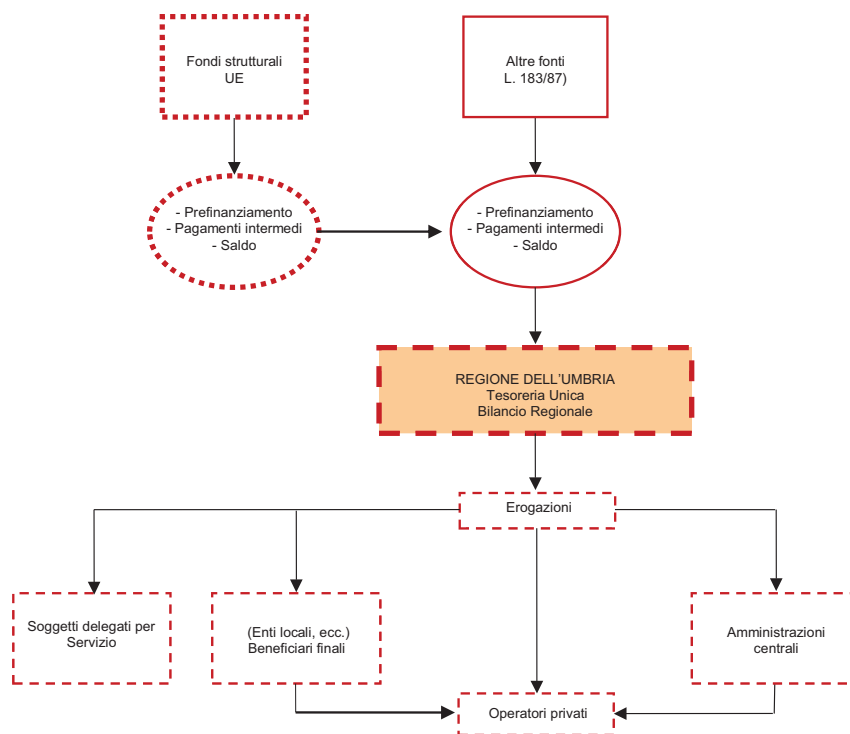 Fondi strutturali
UE
Altre fonti
L. 183/87)
- Prefinanziamento
- Pagamenti intermedi
- Saldo
- Prefinanziamento
- Pagamenti intermedi
- Saldo
REGIONE DELL'UMBRIA
Tesoreria Unica
Bilancio Regionale
Erogazioni
Soggetti delegati per
Servizio
(Enti locali, ecc.)
Beneficiari finali
Amministrazioni
centrali
Operatori privati